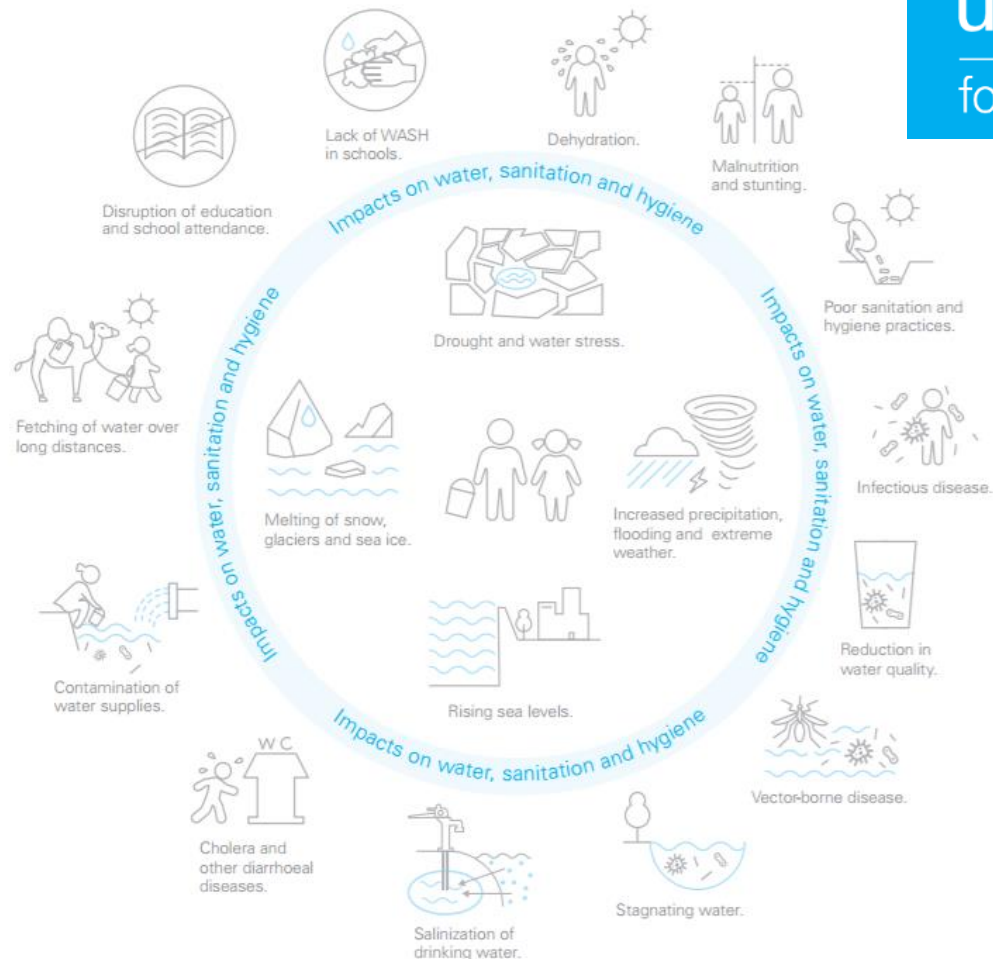 u
fo
Lack of WASH
in schools.
Dehydration.
Malnutrition
and stunting.
Disruption of education
and school attendance.
Impacts on water, sanitation and hygiene
Poor sanitation and
hygiene practices.
Drought and water stress.
Impacts on water, sanitation and hygiene
Impacts on water, sanitation and hygiene
Fetching of water over
long distances.
Infectious disease.
Melting of snow,
glaciers and sea ice.
Increased precipitation,
flooding and extreme
weather.
Reduction in
water quality.
Contamination of
water supplies.
Rising sea levels.
Impacts on water, sanitation and hygiene
WC
Vector-borne disease.
Cholera and
other diarrhoeal
diseases.
Stagnating water.
Salinization of
drinking water.